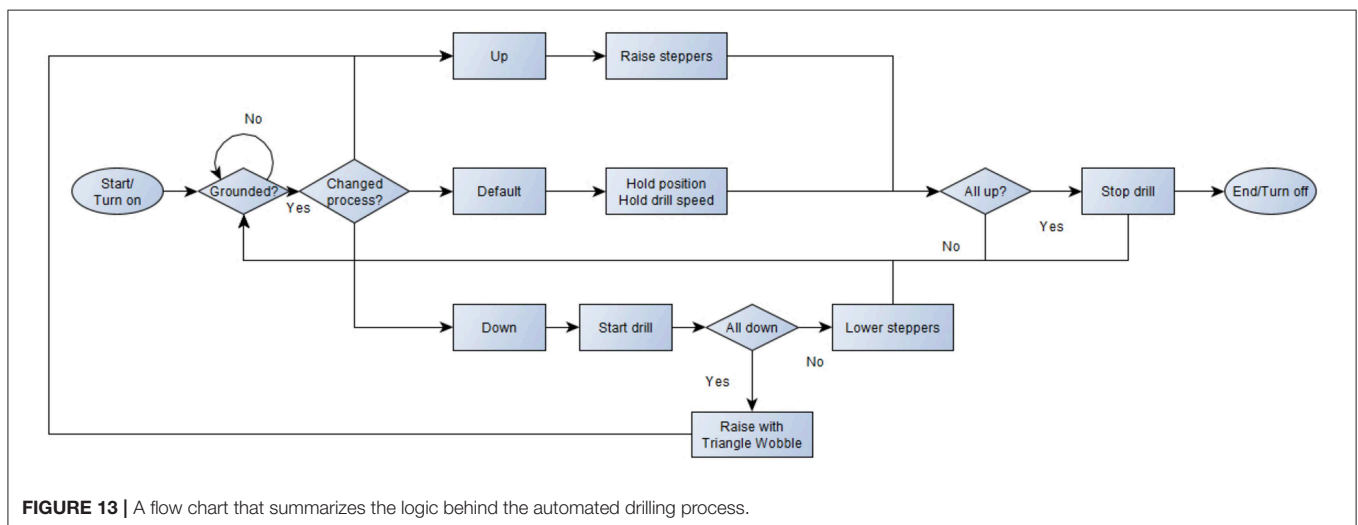 Up
Raise steppers
No
Start/
Turn on
Grounded?
Yes
Changed
process?
Default
Hold position
Hold drill speed
All up?
Yes
Stop drill
End/Turn off
No
Down
Start drill
All down
No
Lower steppers
Yes
Raise with
Triangle Wobble
FIGURE 13 | A flow chart that summarizes the logic behind the automated drilling process.